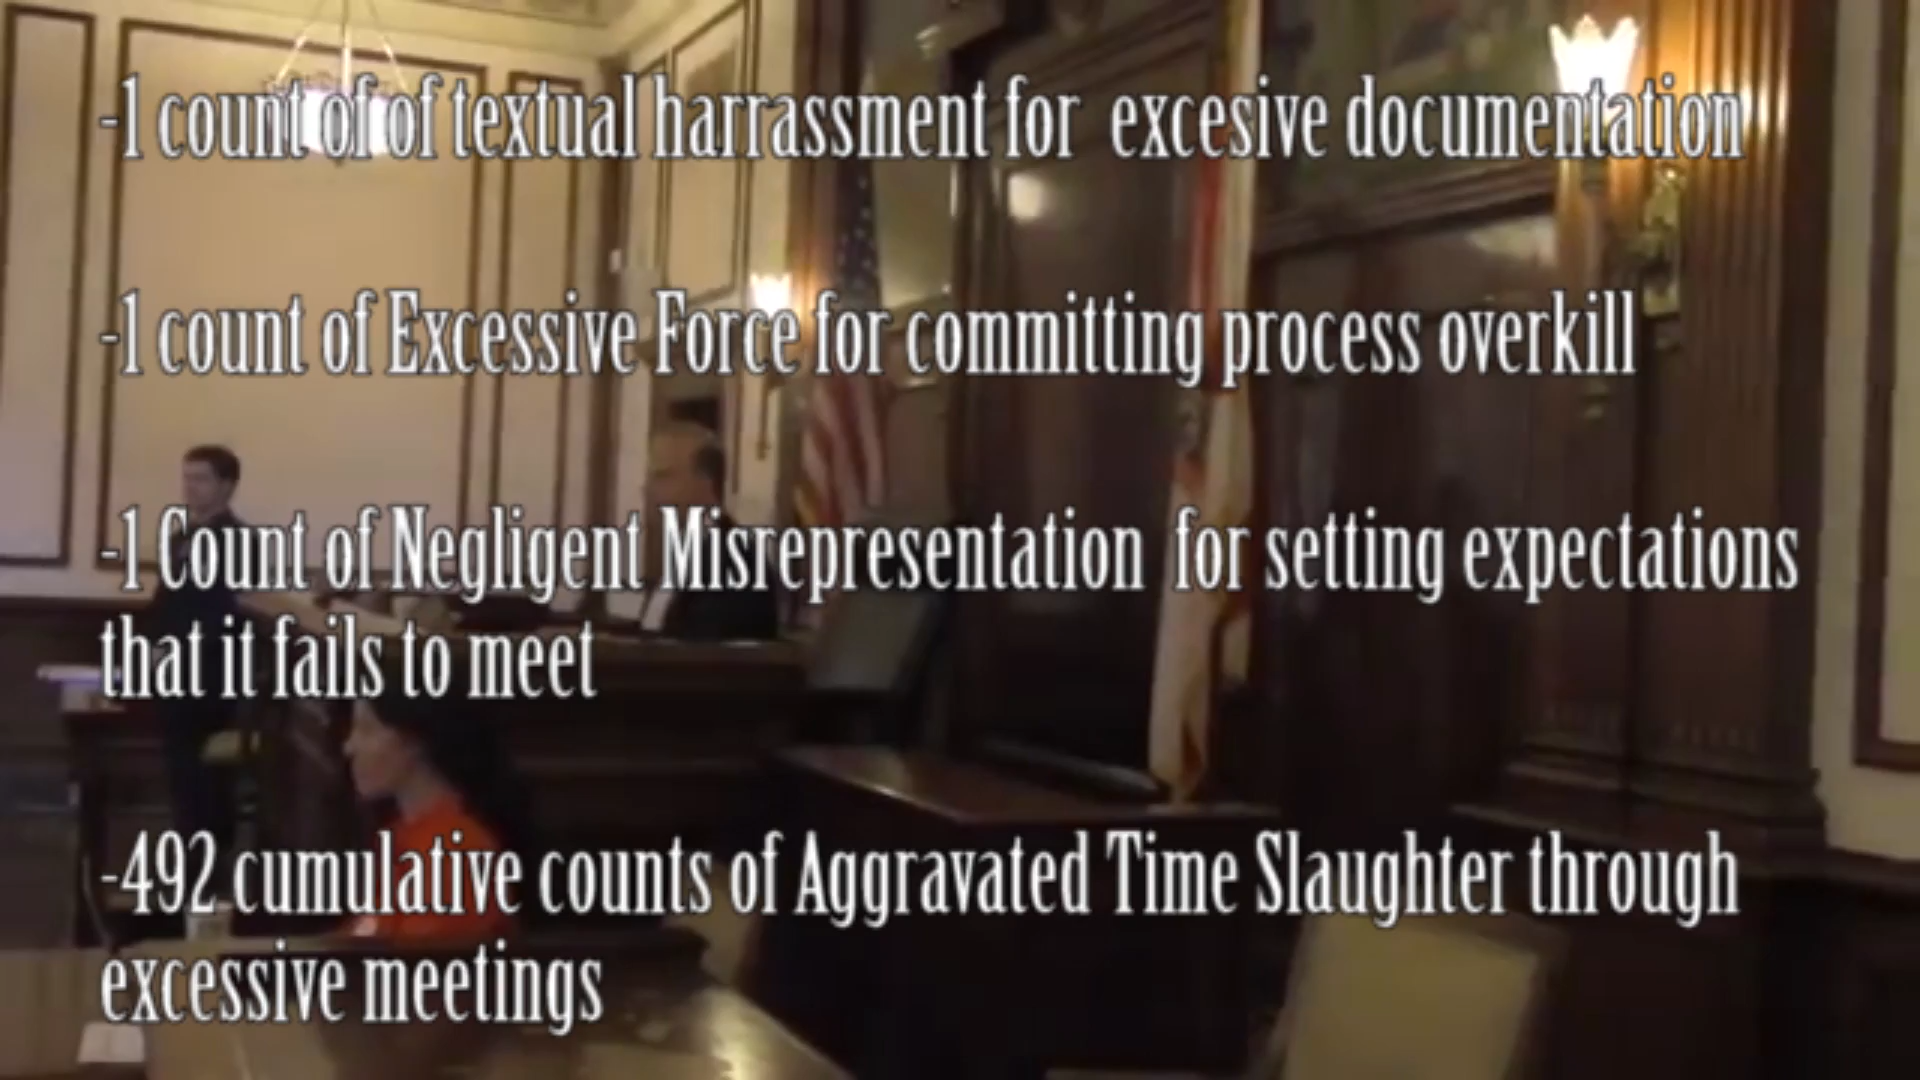 -1 count of of textual harrassment for excesive documentation
-1 count of Excessive Force for committing process overkill
-1 Count of Negligent Misrepresentation for setting expectations
that it fails to meet
-492 cumulative counts of Aggravated Time Slaughter through
excessive meetings